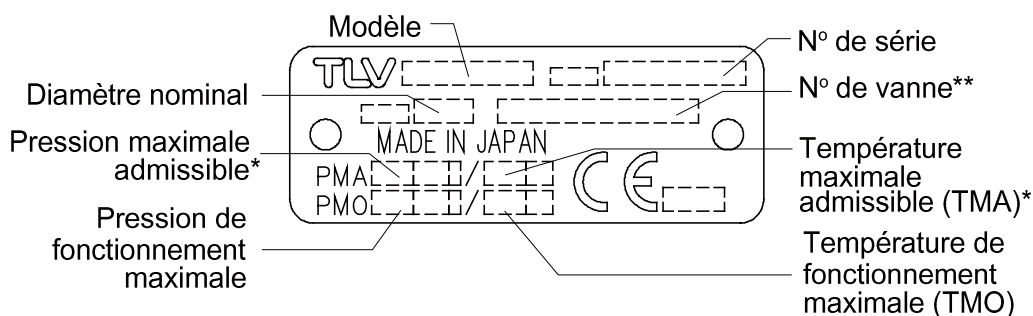 Modèle
Nº de série
Diamètre nominal
Nº de vanne**
Pression maximale
admissible*
Température
maximale
admissible (TMA)*
Pression de
fonctionnement
maximale
Température de
fonctionnement
maximale (TMO)
TLV
MADE IN JAPAN
PMA /
PMO /
CE